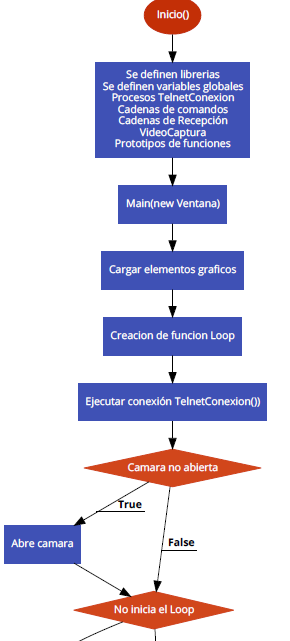 Inicio()
Se definen librerias
Se definen variables globales
Procesos TelnetConexion
Cadenas de comandos
Cadenas de Recepción
VideoCaptura
Prototipos de funciones
Main(new Ventana)
Cargar elementos graficos
Creacion de funcion Loop
Ejecutar conexión TelnetConexion())
Camara no abierta
True
False
Abre camara
No inicia el Loop